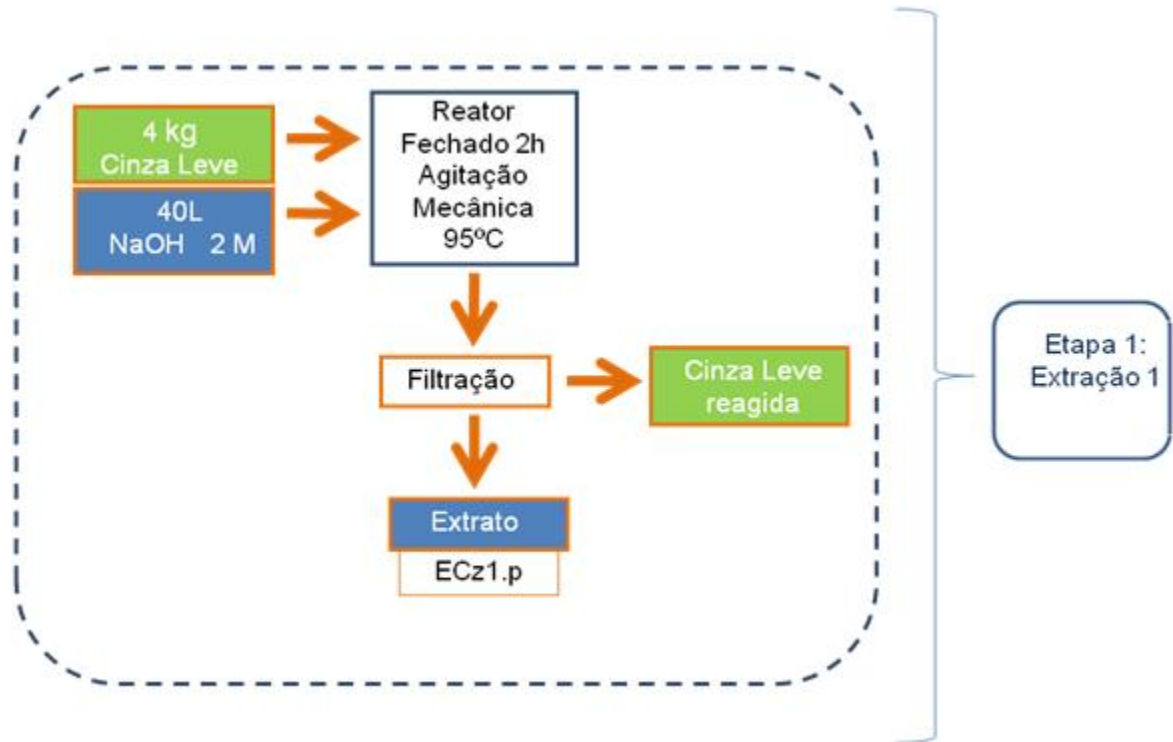 4 kg
Cinza Leve
40L
NaOH 2 M
Reator
Fechado 2h
Agitação
Mecânica
95ºC
Filtração
Cinza Leve
reagida
Extrato
ECz1.p
Etapa 1:
Extração 1